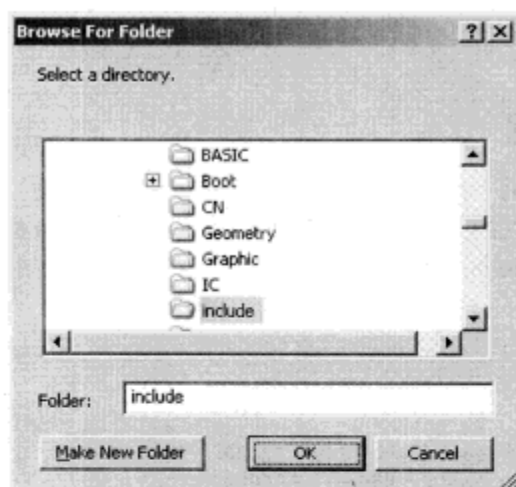 Browse For Folder
Select a directory.
BASIC
Boot
CN
Geometry
Graphic
IC
include
Folder: include
Make New Folder OK Cancel